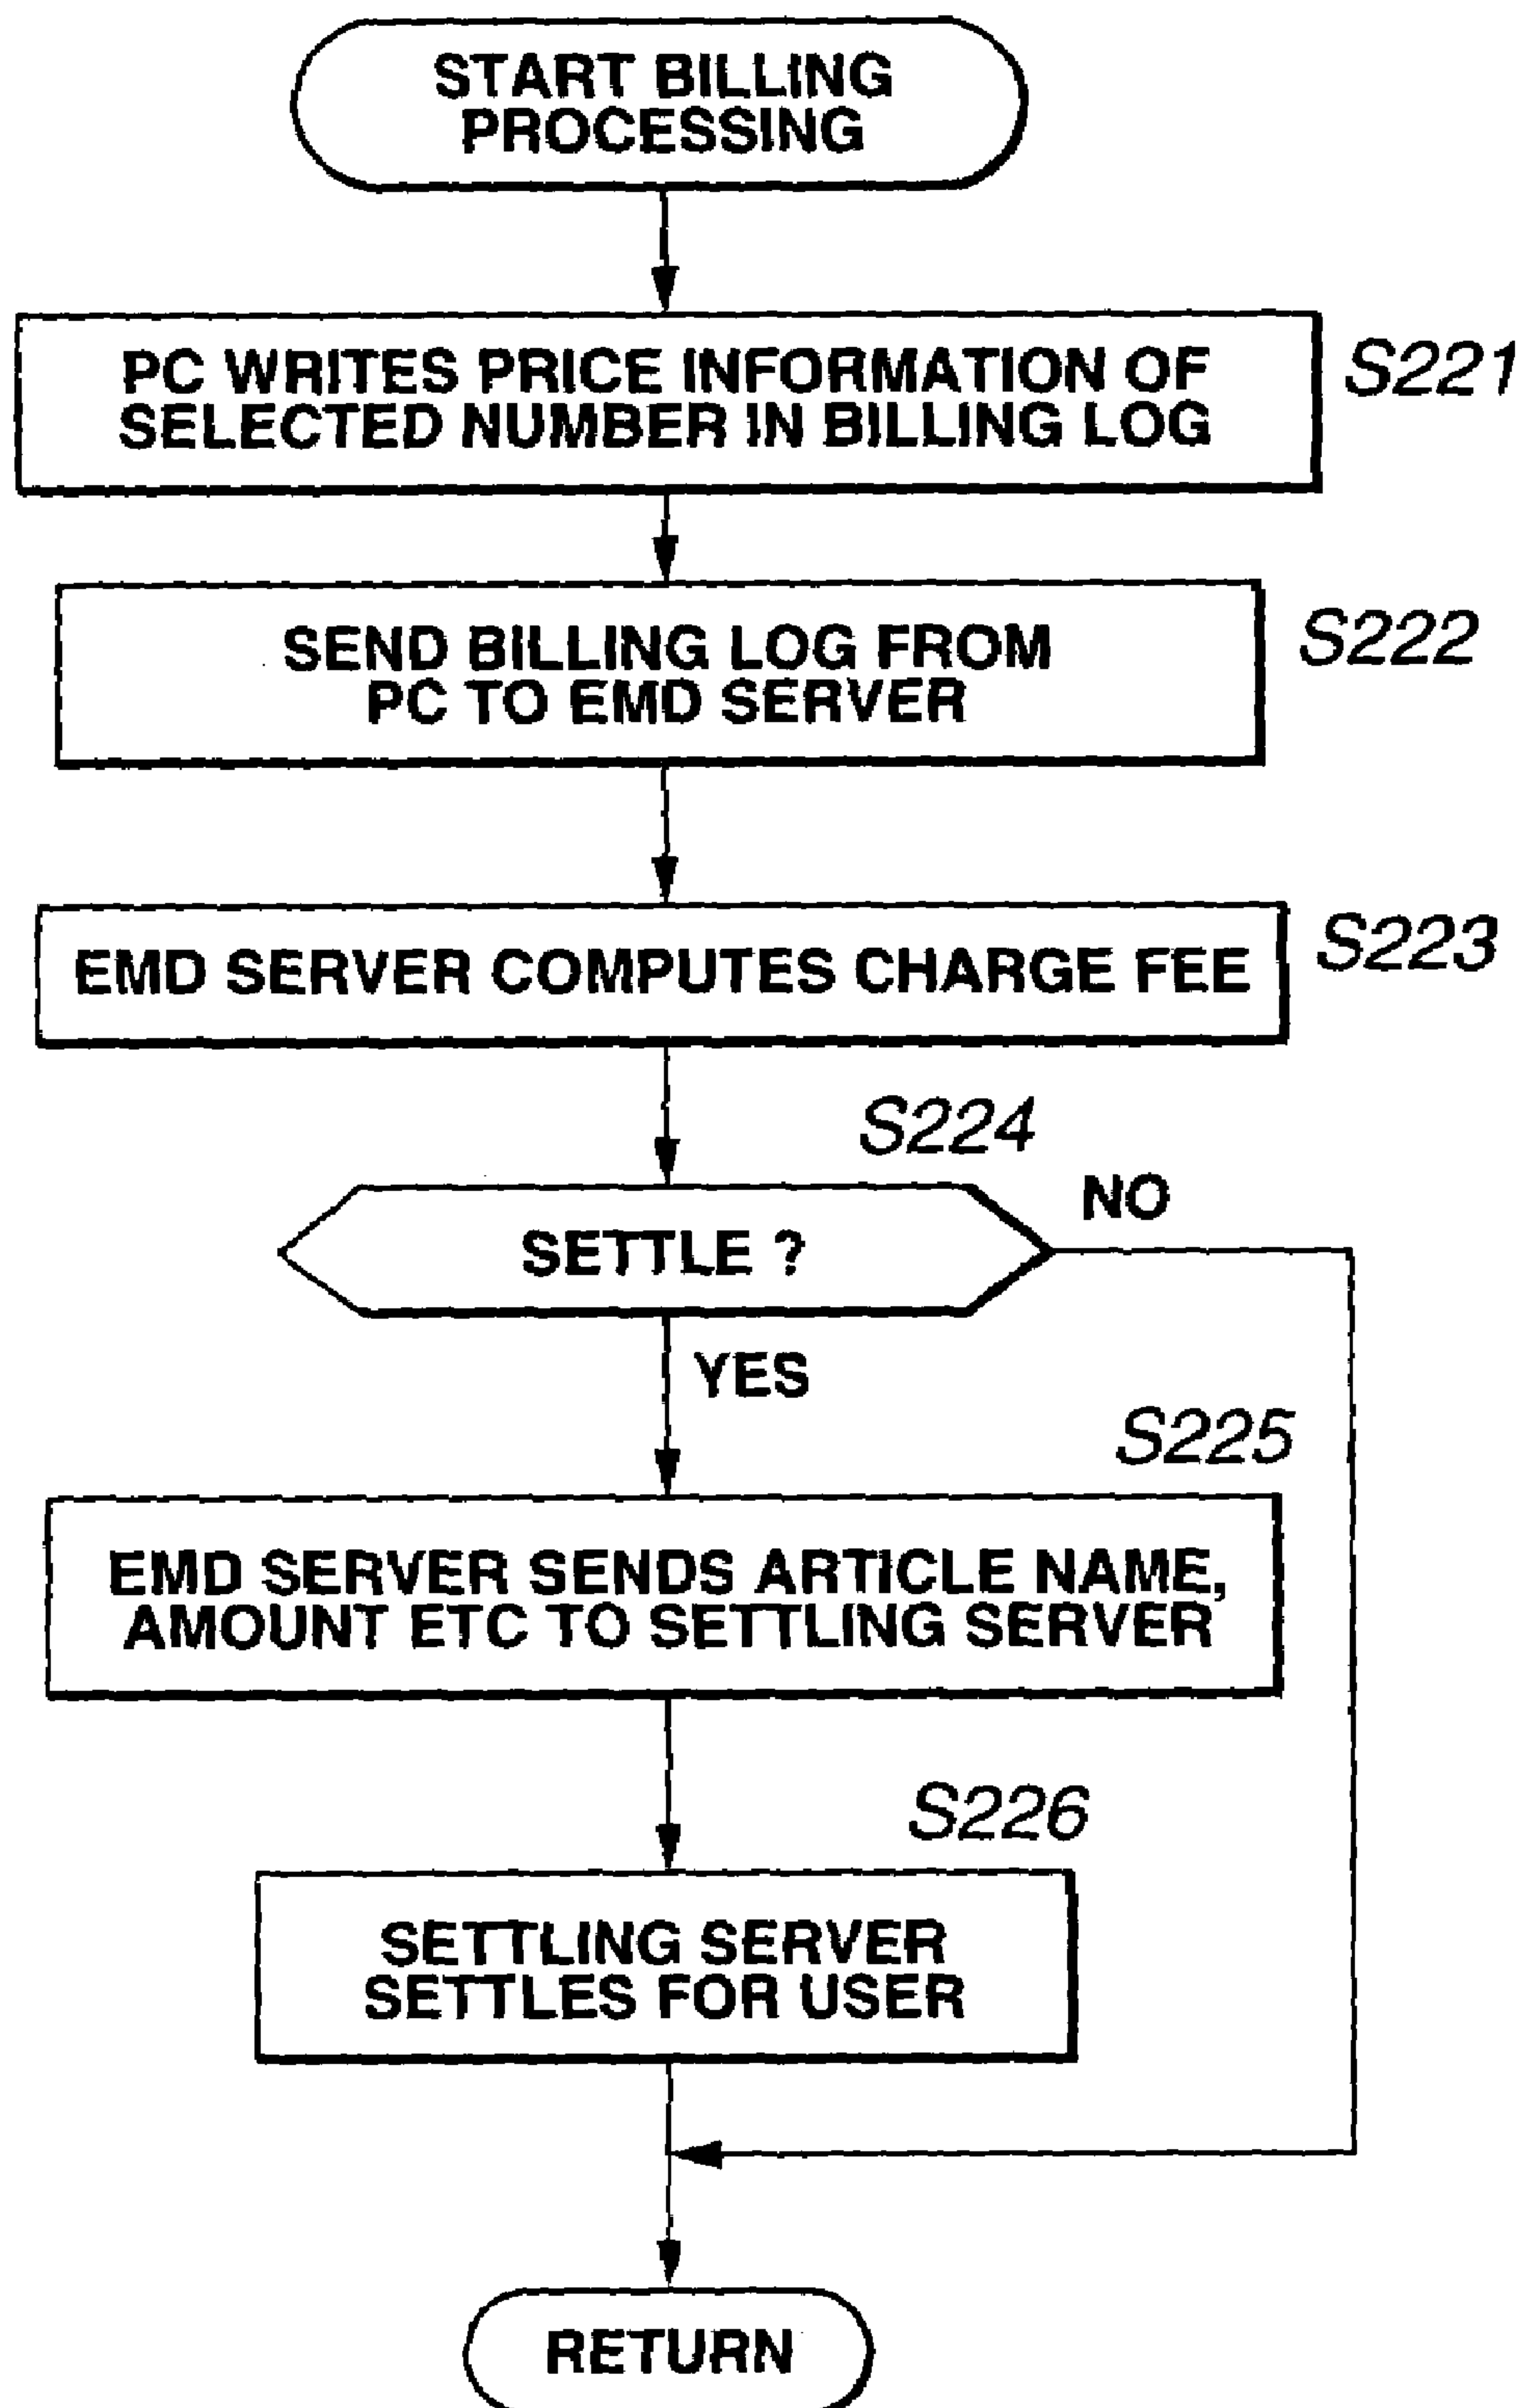 START BILLING
PROCESSING
PC WRITES PRICE INFORMATION OF
SELECTED NUMBER IN BILLING LOG
S221
SEND BILLING LOG FROM
PC TO EMD SERVER
S222
EMD SERVER COMPUTES CHARGE FEE
S223
S224
SETTLE ?
NO
YES
S225
EMD SERVER SENDS ARTICLE NAME,
AMOUNT ETC TO SETTLING SERVER
S226
SETTLING SERVER
SETTLES FOR USER
RETURN